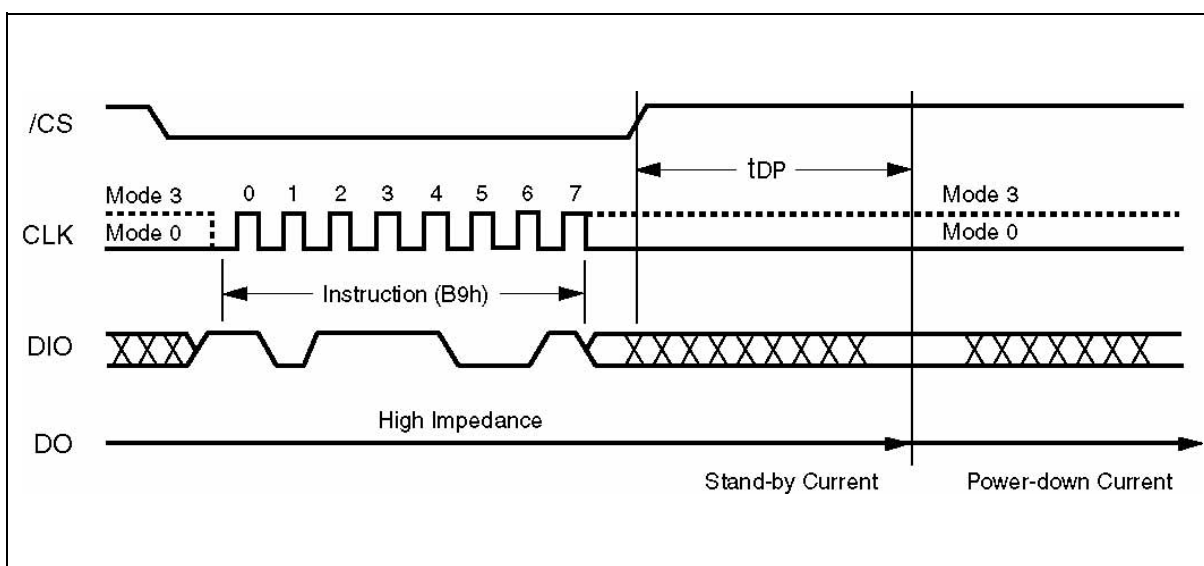 /CS
tDP
Mode 3 0 1 2 3 4 5 6 7 Mode 3
CLK Mode 0 Mode 0
Instruction (B9h)
DIO
High Impedance
DO
Stand-by Current Power-down Current